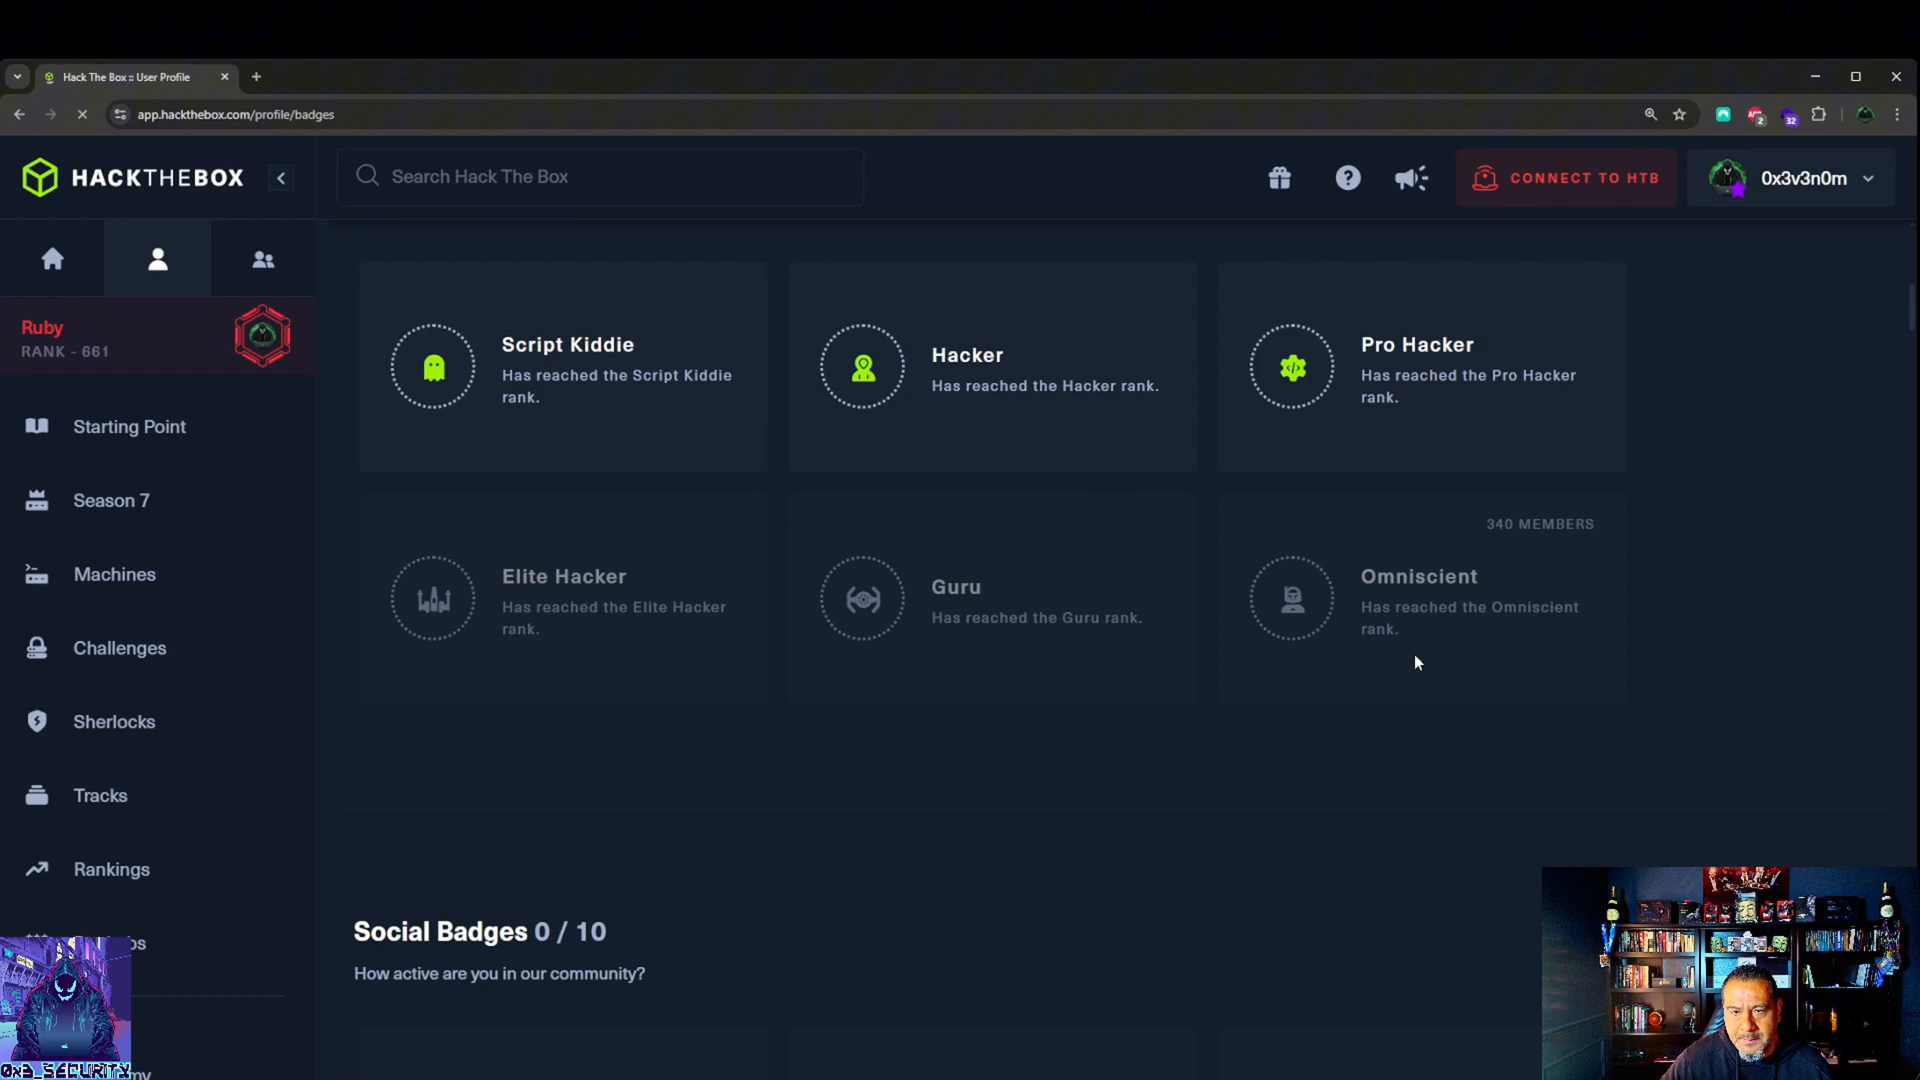 Hack The Box :: User Profile
app.hackthebox.com/profile/badges
2
32
HACKTHEBOX
Search Hack The Box
CONNECT TO HTB
0x3v3n0m
Ruby
RANK - 661
Starting Point
Season 7
Machines
Challenges
Sherlocks
Tracks
Rankings
Script Kiddie
Has reached the Script Kiddie
rank.
Hacker
Has reached the Hacker rank.
Pro Hacker
Has reached the Pro Hacker
rank.
Elite Hacker
Has reached the Elite Hacker
rank.
Guru
Has reached the Guru rank.
340 MEMBERS
Omniscient
Has reached the Omniscient
rank.
Social Badges 0 / 10
How active are you in our community?
0x3_SECURITY